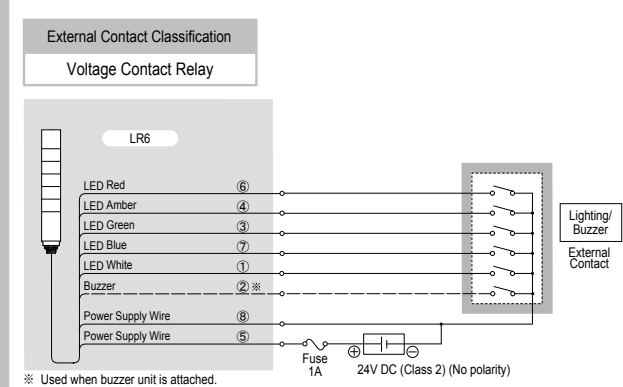 External Contact Classification
Voltage Contact Relay
LR6
LED Red ⑥
LED Amber ④
LED Green ③
LED Blue ⑦
LED White ①
Buzzer ②※
Power Supply Wire ⑧
Power Supply Wire ⑤
Lighting/
Buzzer
External
Contact
Fuse
1A
⊕ ⊖
24V DC (Class 2) (No polarity)
※ Used when buzzer unit is attached.